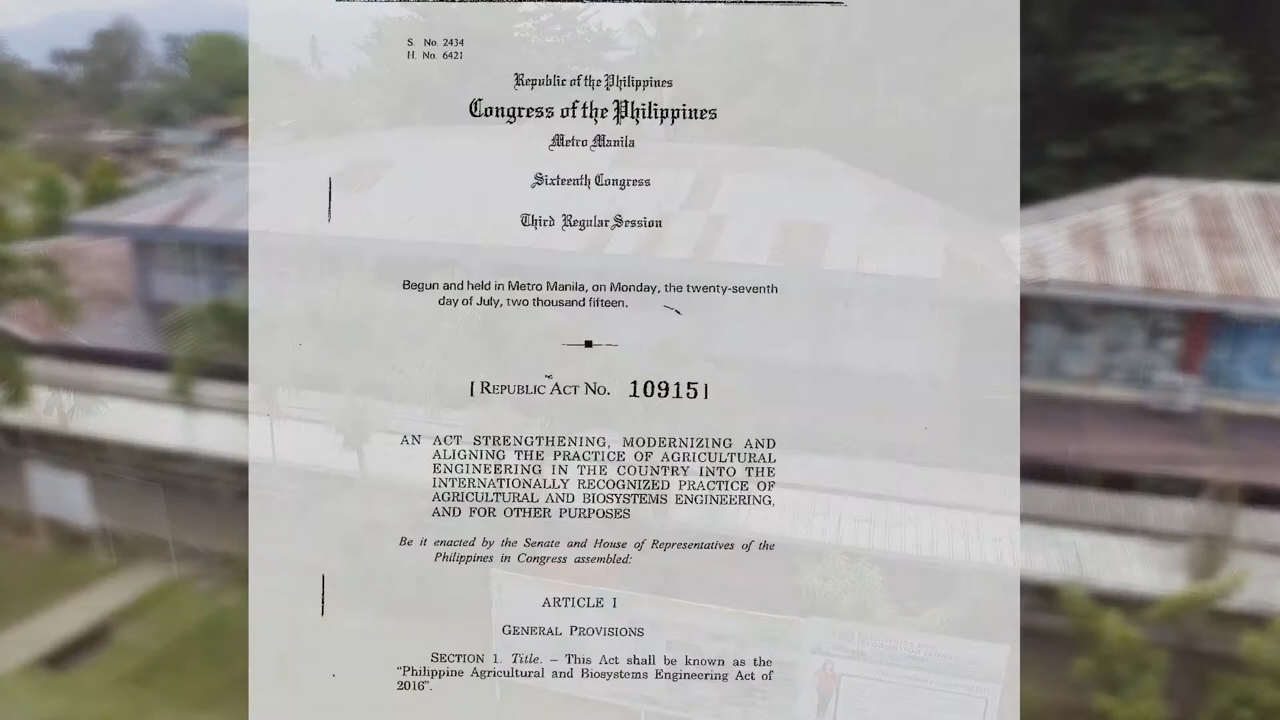 S. No. 2434
H. No. 6421
Republic of the Philippines
Congress of the Philippines
Metro Manila
Sixteenth Congress
Third Regular Session
Begun and held in Metro Manila, on Monday, the twenty-seventh
day of July, two thousand fifteen.
[ REPUBLIC ACT NO. 10915 ]
AN ACT STRENGTHENING, MODERNIZING AND
ALIGNING THE PRACTICE OF AGRICULTURAL
ENGINEERING IN THE COUNTRY INTO THE
INTERNATIONALLY RECOGNIZED PRACTICE OF
AGRICULTURAL AND BIOSYSTEMS ENGINEERING,
AND FOR OTHER PURPOSES
Be it enacted by the Senate and House of Representatives of the
Philippines in Congress assembled:
ARTICLE I
GENERAL PROVISIONS
SECTION 1. Title. – This Act shall be known as the
“Philippine Agricultural and Biosystems Engineering Act of
2016”.